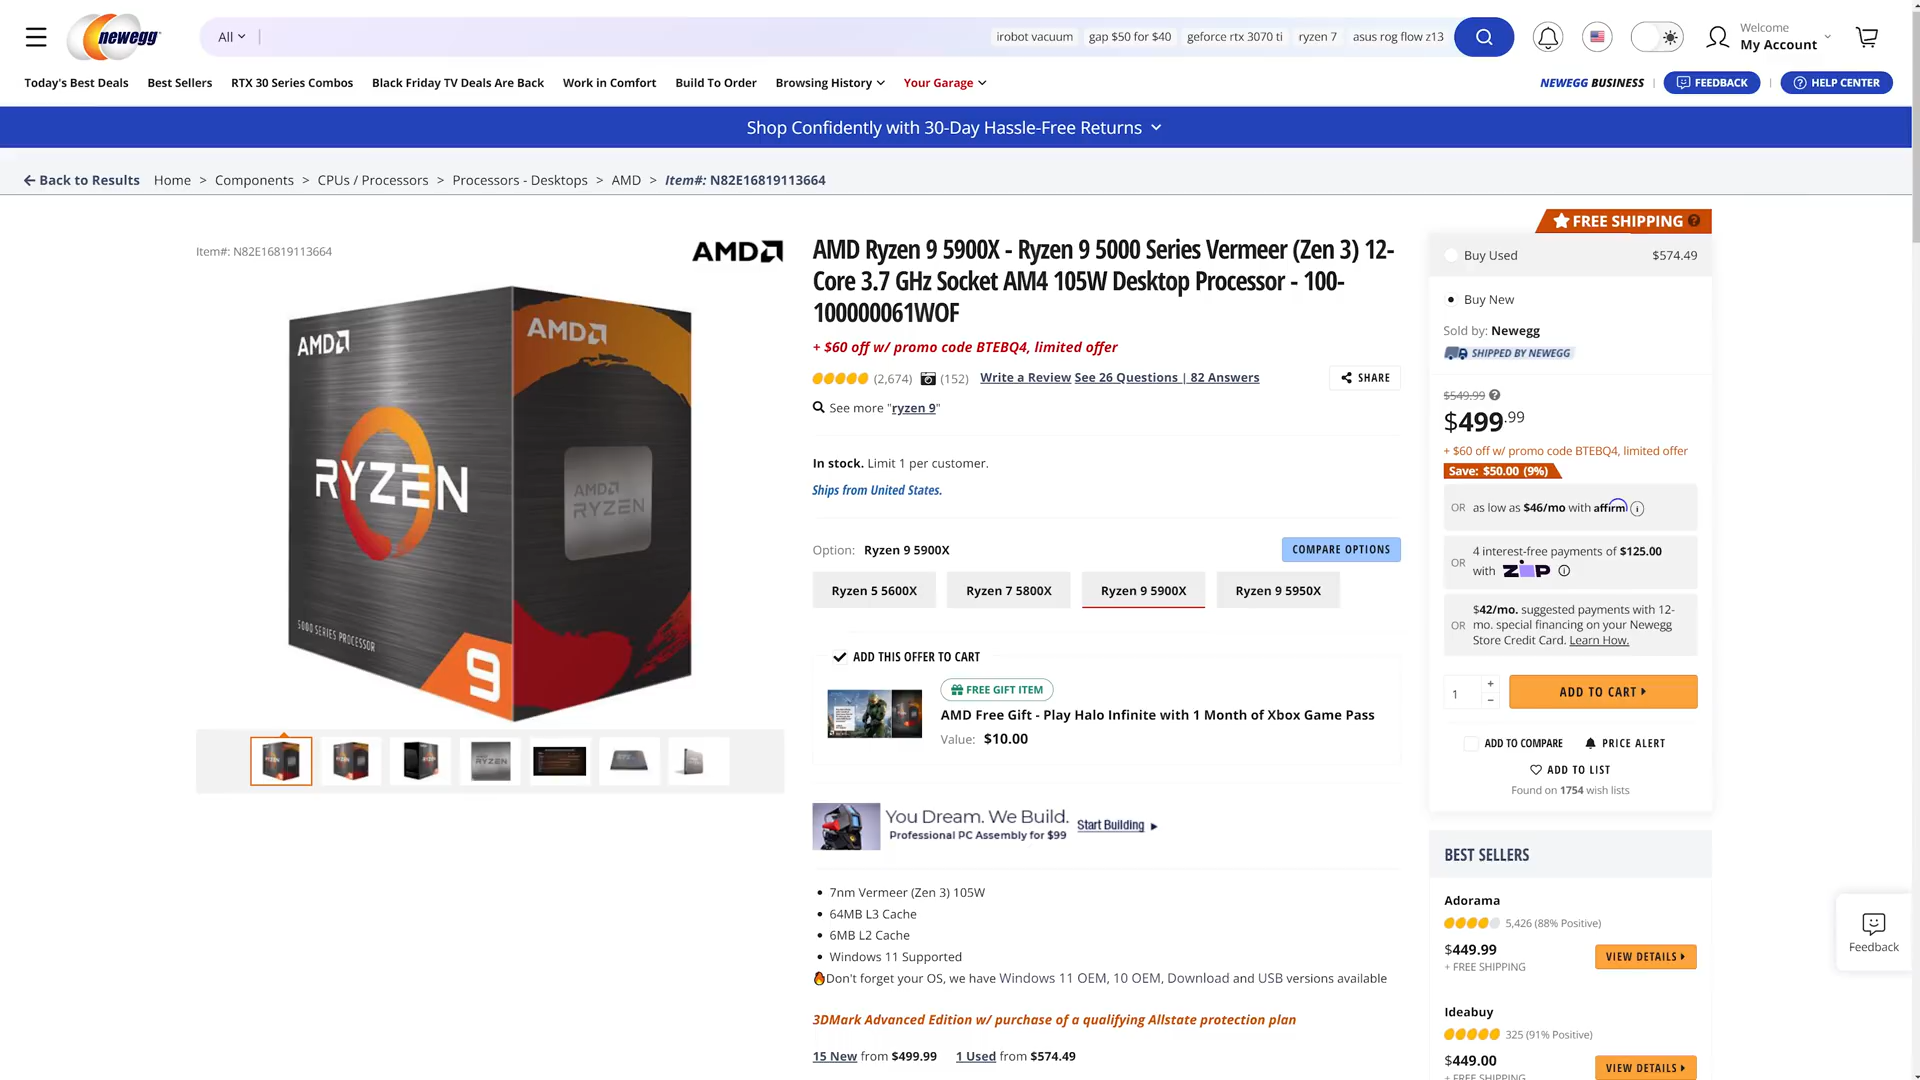 newegg
All
irobot vacuum gap $50 for $40 geforce rtx 3070 ti ryzen 7 asus rog flow z13
Welcome
My Account
Today's Best Deals Best Sellers RTX 30 Series Combos Black Friday TV Deals Are Back Work in Comfort Build To Order Browsing History Your Garage
NEWEGG BUSINESS FEEDBACK HELP CENTER
Shop Confidently with 30-Day Hassle-Free Returns
Back to Results Home > Components > CPUs / Processors > Processors - Desktops > AMD > Item#: N82E16819113664
Item#: N82E16819113664
AMD
AMD
AMD
RYZEN
AMD
RYZEN
5000 SERIES PROCESSOR
9
AMD Ryzen 9 5900X - Ryzen 9 5000 Series Vermeer (Zen 3) 12-
Core 3.7 GHz Socket AM4 105W Desktop Processor - 100-
100000061WOF
+ $60 off w/ promo code BTEBQ4, limited offer
(2,674) (152) Write a Review See 26 Questions | 82 Answers
SHARE
See more "ryzen 9"
In stock. Limit 1 per customer.
Ships from United States.
Option: Ryzen 9 5900X
COMPARE OPTIONS
Ryzen 5 5600X Ryzen 7 5800X Ryzen 9 5900X Ryzen 9 5950X
ADD THIS OFFER TO CART
FREE GIFT ITEM
AMD Free Gift - Play Halo Infinite with 1 Month of Xbox Game Pass
Value: $10.00
You Dream. We Build.
Professional PC Assembly for $99
Start Building
• 7nm Vermeer (Zen 3) 105W
• 64MB L3 Cache
• 6MB L2 Cache
• Windows 11 Supported
🔥Don't forget your OS, we have Windows 11 OEM, 10 OEM, Download and USB versions available
3DMark Advanced Edition w/ purchase of a qualifying Allstate protection plan
15 New from $499.99 1 Used from $574.49
FREE SHIPPING
Buy Used $574.49
Buy New
Sold by: Newegg
SHIPPED BY NEWEGG
$549.99
$499.99
+ $60 off w/ promo code BTEBQ4, limited offer
Save: $50.00 (9%)
OR as low as $46/mo with affirm
OR 4 interest-free payments of $125.00
with zip
OR $42/mo. suggested payments with 12-
mo. special financing on your Newegg
Store Credit Card. Learn How.
1 + -
ADD TO CART
ADD TO COMPARE PRICE ALERT
ADD TO LIST
Found on 1754 wish lists
BEST SELLERS
Adorama
5,426 (88% Positive)
$449.99
+ FREE SHIPPING
VIEW DETAILS
Ideabuy
325 (91% Positive)
$449.00
+ FREE SHIPPING
VIEW DETAILS
Feedback